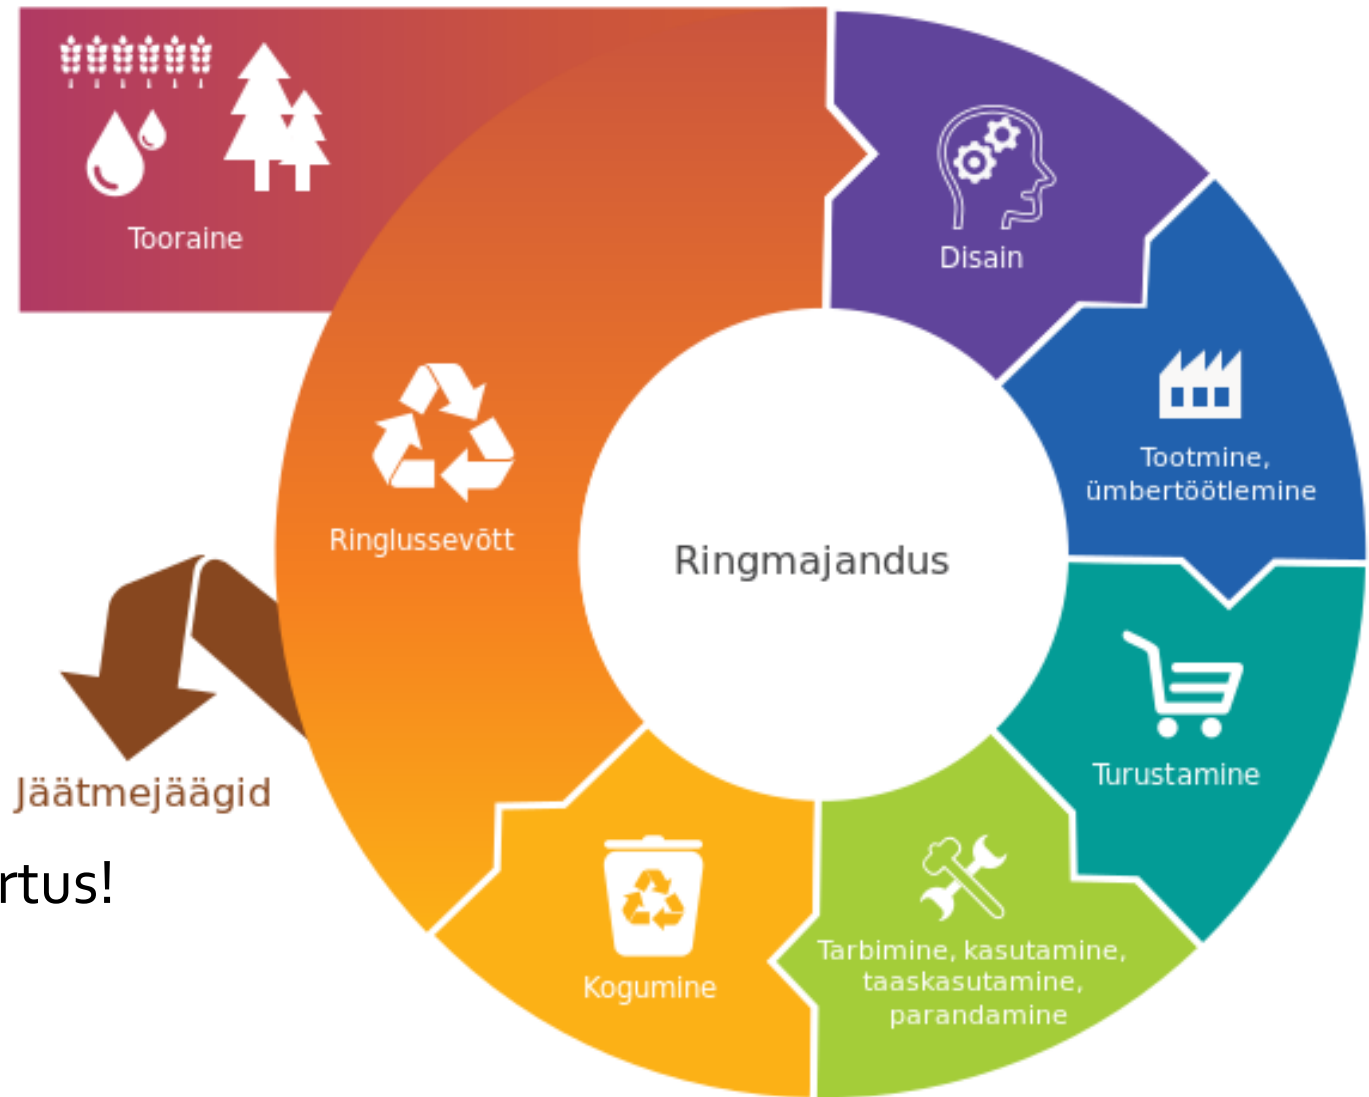 Tooraine
Disain
Tootmine,
ümbertöötlemine
Ringlussevõtt
Ringmajandus
Turustamine
Jäätmejäägid
rtus!
Tarbimine, kasutamine,
taaskasutamine,
parandamine
Kogumine